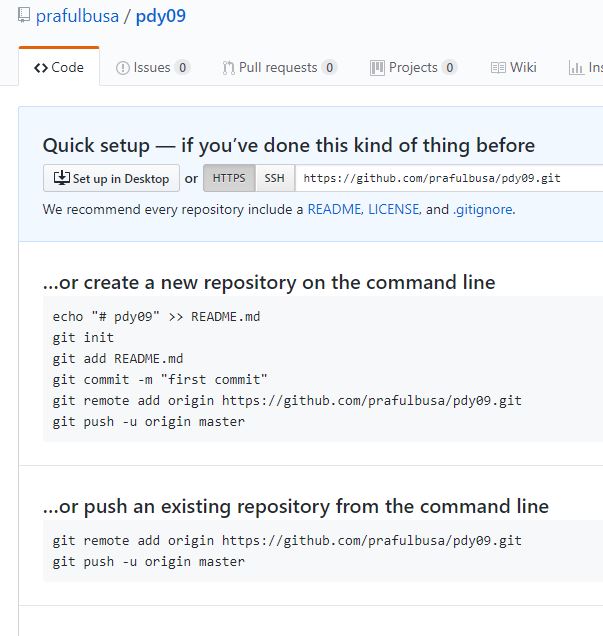 prafulbusa / pdy09
Code Issues 0 Pull requests 0 Projects 0 Wiki
Quick setup — if you’ve done this kind of thing before
Set up in Desktop or HTTPS SSH https://github.com/prafulbusa/pdy09.git
We recommend every repository include a README, LICENSE, and .gitignore.
…or create a new repository on the command line
echo "# pdy09" >> README.md
git init
git add README.md
git commit -m "first commit"
git remote add origin https://github.com/prafulbusa/pdy09.git
git push -u origin master
…or push an existing repository from the command line
git remote add origin https://github.com/prafulbusa/pdy09.git
git push -u origin master